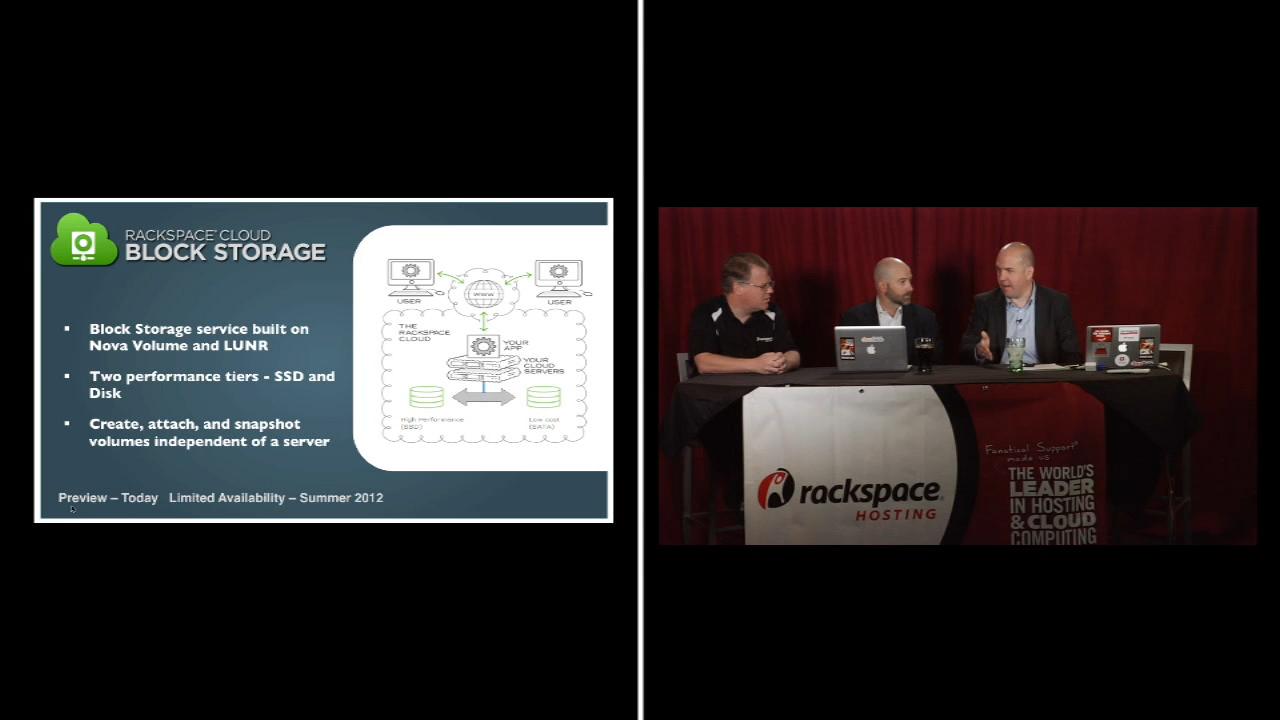 RACKSPACE® CLOUD
BLOCK STORAGE
▪ Block Storage service built on
Nova Volume and LUNR
▪ Two performance tiers - SSD and
Disk
▪ Create, attach, and snapshot
volumes independent of a server
Preview – Today Limited Availability – Summer 2012
USER
WWW
USER
THE
RACKSPACE
CLOUD
YOUR
APP
YOUR
CLOUD
SERVERS
High Performance
(SSD)
Low cost
(SATA)
rackspace®
HOSTING
Fanatical Support®
made us
THE WORLD'S
LEADER
IN HOSTING
& CLOUD
COMPUTING